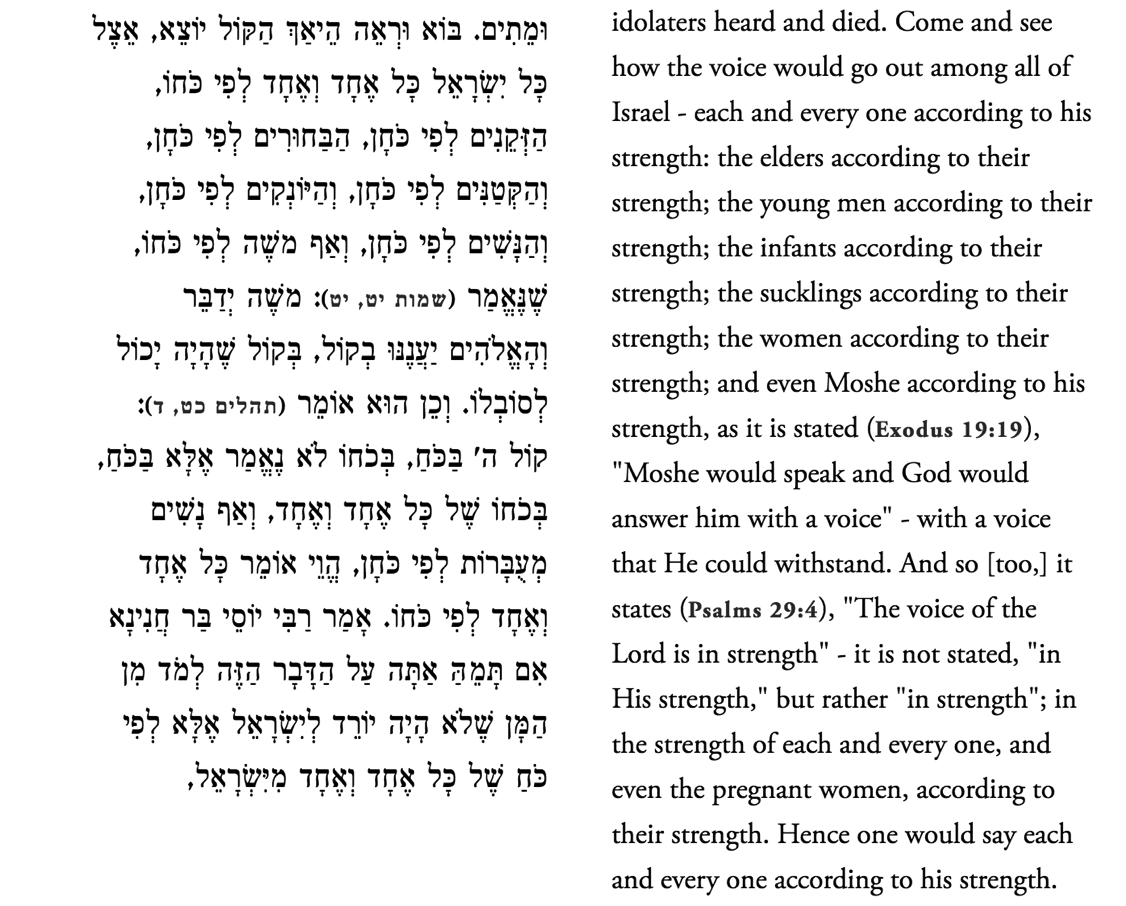 וּמֵתִים. בּוֹא וּרְאֵה הֵיאַךְ הַקּוֹל יוֹצֵא, אֵצֶל
כָּל יִשְׂרָאֵל כָּל אֶחָד וְאֶחָד לְפִי כֹּחוֹ,
הַזְּקֵנִים לְפִי כֹּחָן, הַבַּחוּרִים לְפִי כֹּחָן,
וְהַקְּטַנִּים לְפִי כֹּחָן, וְהַיּוֹנְקִים לְפִי כֹּחָן,
וְהַנָּשִׁים לְפִי כֹּחָן, וְאַף משֶׁה לְפִי כֹּחוֹ,
שֶׁנֶּאֱמַר (שמות יט, יט): משֶׁה יְדַבֵּר
וְהָאֱלֹהִים יַעֲנֶנּוּ בְקוֹל, בְּקוֹל שֶׁהָיָה יָכוֹל
לְסוֹבְלוֹ. וְכֵן הוּא אוֹמֵר (תהלים כט, ד):
קוֹל ה' בַּכֹּחַ, בְּכֹחוֹ לֹא נֶאֱמַר אֶלָּא בַּכֹּחַ,
בְּכֹחוֹ שֶׁל כָּל אֶחָד וְאֶחָד, וְאַף נָשִׁים
מְעֻבָּרוֹת לְפִי כֹּחָן, הֱוֵי אוֹמֵר כָּל אֶחָד
וְאֶחָד לְפִי כֹּחוֹ. אָמַר רַבִּי יוֹסֵי בַּר חֲנִינָא
אִם תָּמֵהַּ אַתָּה עַל הַדָּבָר הַזֶּה לְמֹד מִן
הַמָּן שֶׁלֹא הָיָה יוֹרֵד לְיִשְׂרָאֵל אֶלָּא לְפִי
כֹּחַ שֶׁל כָּל אֶחָד וְאֶחָד מִיִּשְׂרָאֵל,
idolaters heard and died. Come and see
how the voice would go out among all of
Israel - each and every one according to his
strength: the elders according to their
strength; the young men according to their
strength; the infants according to their
strength; the sucklings according to their
strength; the women according to their
strength; and even Moshe according to his
strength, as it is stated (Exodus 19:19),
"Moshe would speak and God would
answer him with a voice" - with a voice
that He could withstand. And so [too,] it
states (Psalms 29:4), "The voice of the
Lord is in strength" - it is not stated, "in
His strength," but rather "in strength"; in
the strength of each and every one, and
even the pregnant women, according to
their strength. Hence one would say each
and every one according to his strength.